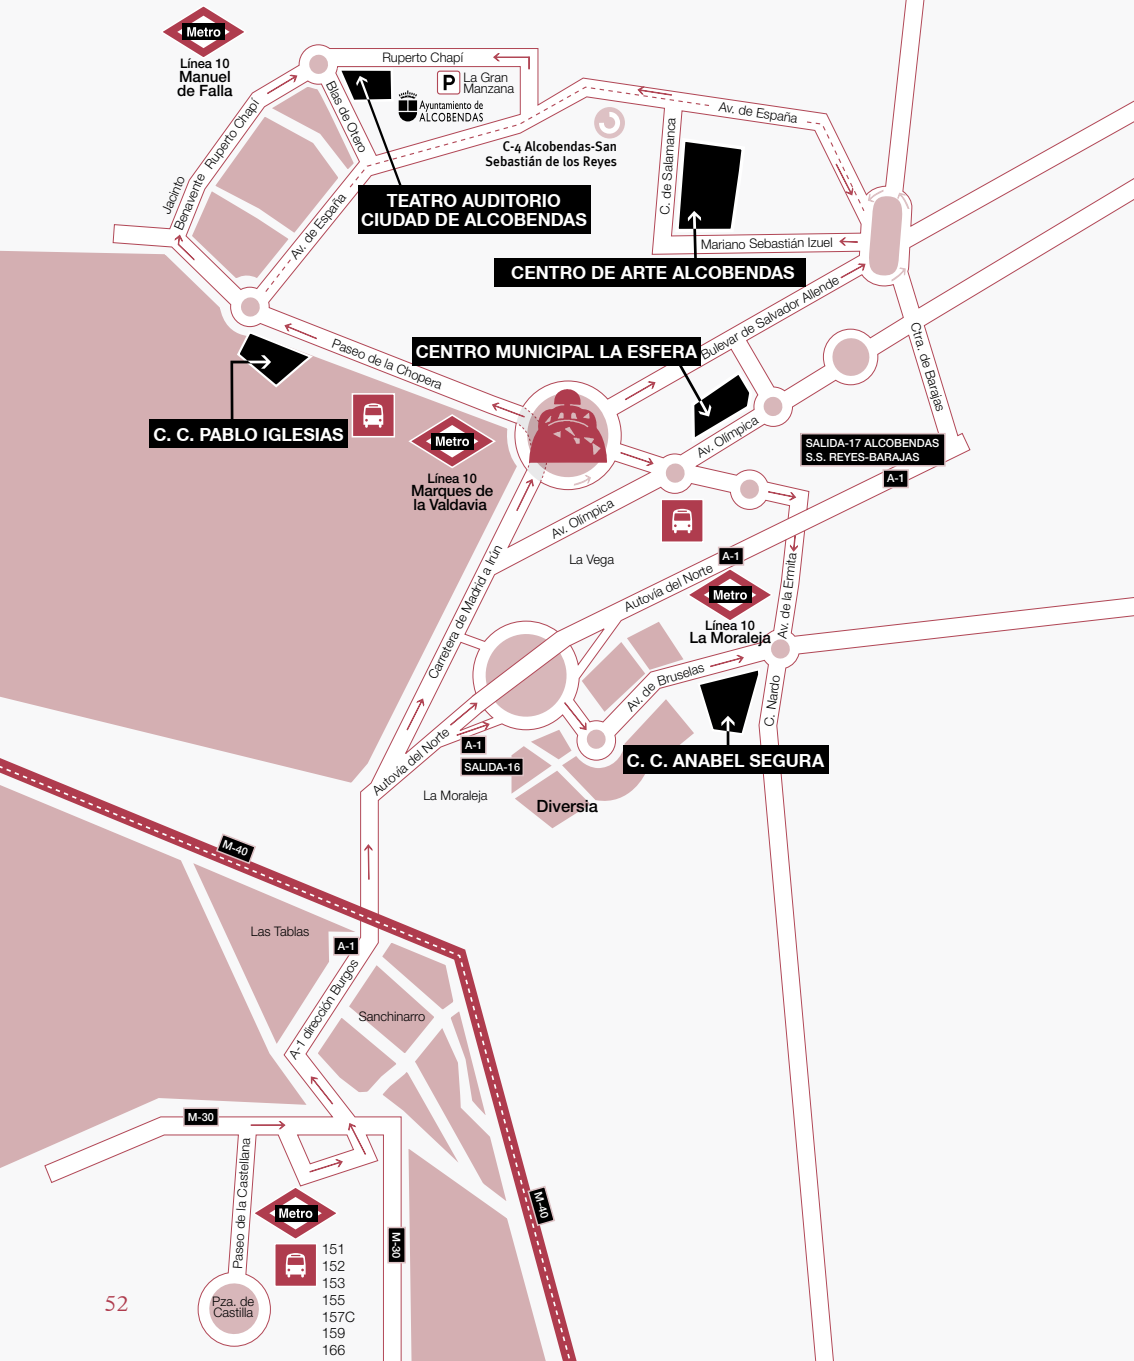 Metro
Línea 10
Manuel
de Falla
Ruperto Chapí
P
La Gran
Manzana
Ayuntamiento de
ALCOBENDAS
Blas de Otero
Ruperto Chapí
Jacinto
Benavente
Av. de España
Av. de España
C-4 Alcobendas-San
Sebastián de los Reyes
C. de Salamanca
TEATRO AUDITORIO
CIUDAD DE ALCOBENDAS
Mariano Sebastián Izuel
CENTRO DE ARTE ALCOBENDAS
Bulevar de Salvador Allende
Ctra. de Barajas
Paseo de la Chopera
CENTRO MUNICIPAL LA ESFERA
C. C. PABLO IGLESIAS
Metro
Línea 10
Marques de
la Valdavia
Av. Olímpica
SALIDA-17 ALCOBENDAS
S.S. REYES-BARAJAS
A-1
Av. Olímpica
La Vega
A-1
Autovía del Norte
Metro
Línea 10
La Moraleja
Av. de la Ermita
Carretera de Madrid a Irún
Av. de Bruselas
C. Nardo
Autovía del Norte
A-1
SALIDA-16
C. C. ANABEL SEGURA
La Moraleja
Diversia
M-40
Las Tablas
A-1
A-1 dirección Burgos
Sanchinarro
M-30
Paseo de la Castellana
Metro
M-40
M-30
151
152
153
155
157C
159
166
Pza. de
Castilla
52